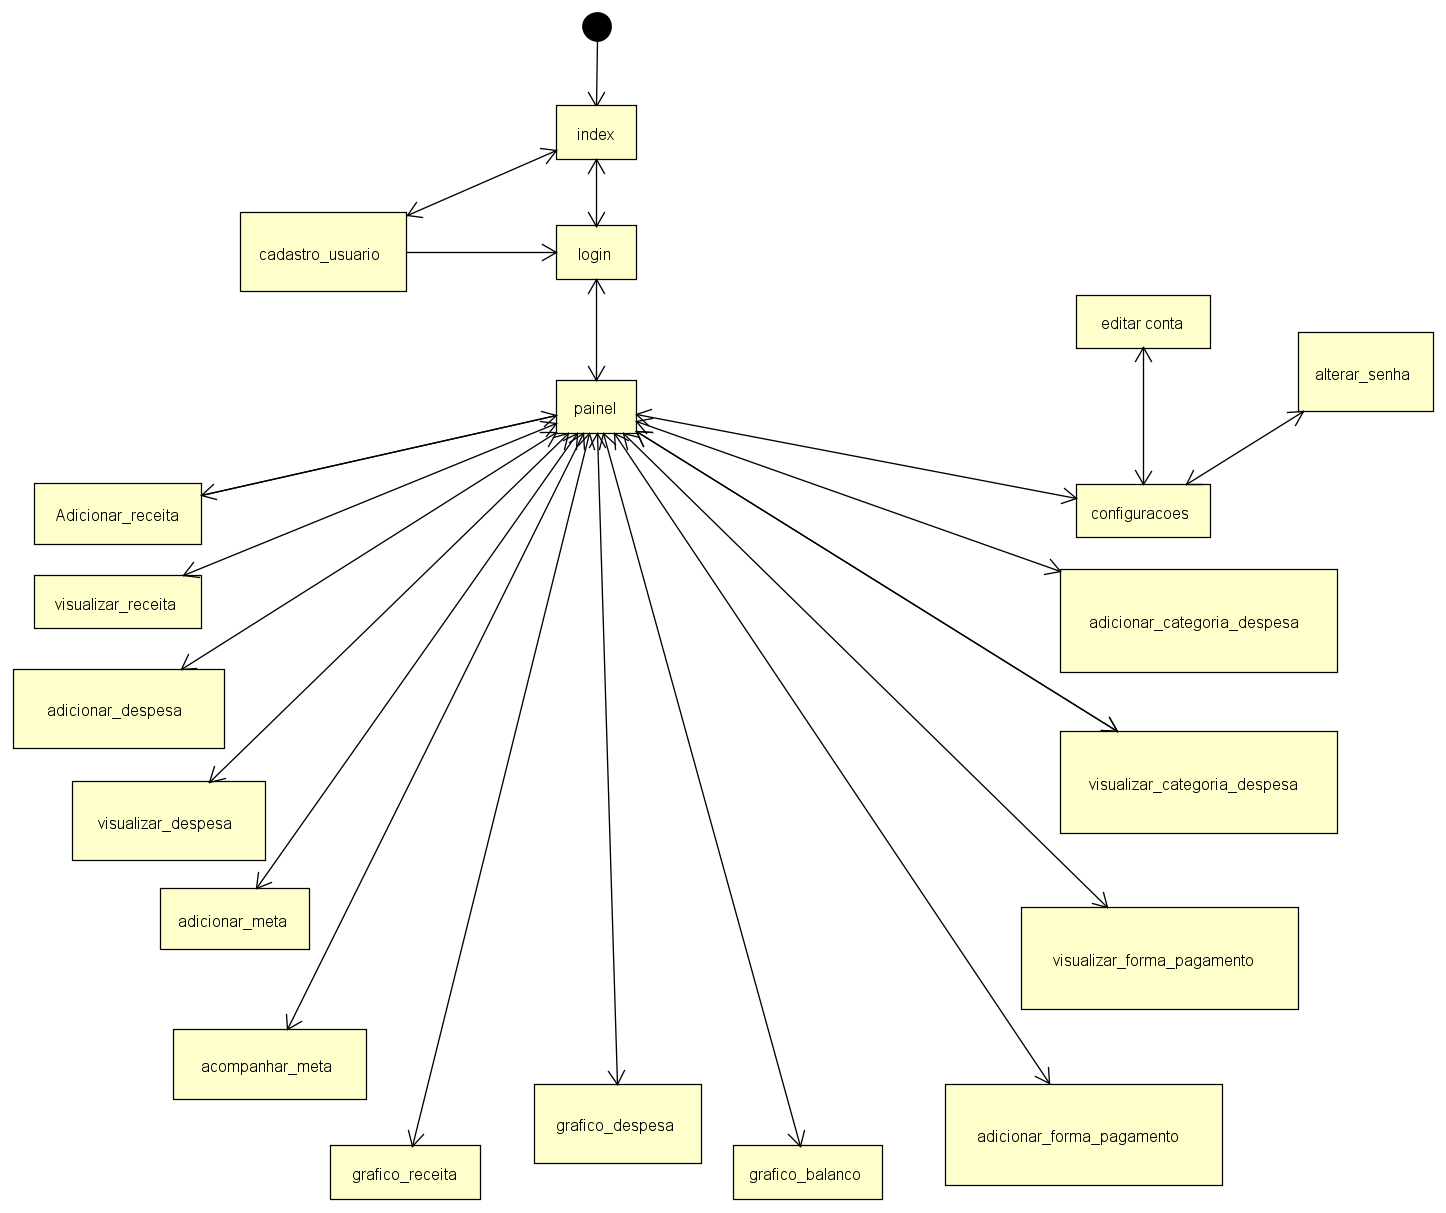 index
cadastro_usuario
login
editar conta
alterar_senha
painel
Adicionar_receita
configuracoes
visualizar_receita
adicionar_categoria_despesa
adicionar_despesa
visualizar_categoria_despesa
visualizar_despesa
adicionar_meta
visualizar_forma_pagamento
acompanhar_meta
grafico_despesa
adicionar_forma_pagamento
grafico_receita
grafico_balanco